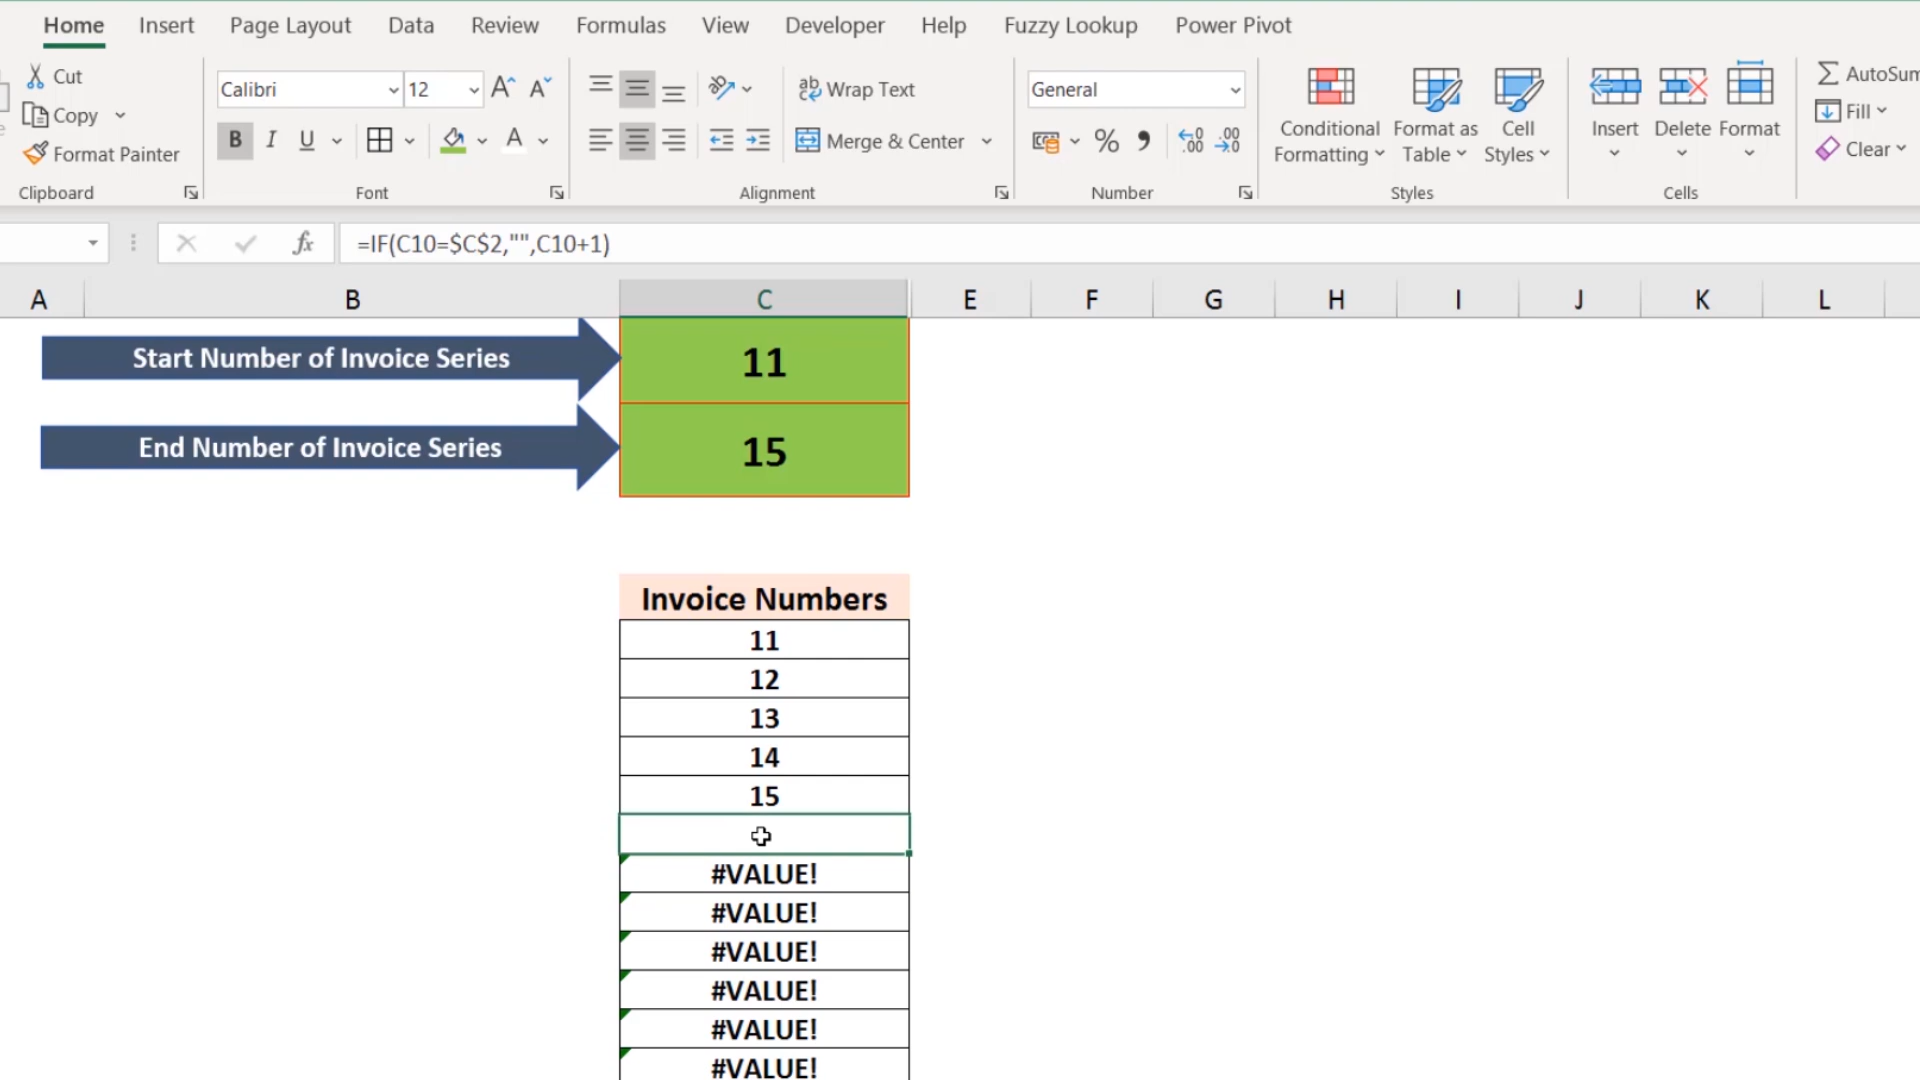 Home Insert Page Layout Data Review Formulas View Developer Help Fuzzy Lookup Power Pivot
Cut
Copy
Format Painter
Clipboard
Calibri 12
B I U A
Font
Wrap Text
Merge & Center
Alignment
General
Number
Conditional Formatting
Format as Table
Cell Styles
Styles
Insert
Delete
Format
Cells
AutoSum
Fill
Clear
fx =IF(C10=$C$2,"",C10+1)
A B C E F G H I J K L
Start Number of Invoice Series 11
End Number of Invoice Series 15
Invoice Numbers
11
12
13
14
15
#VALUE!
#VALUE!
#VALUE!
#VALUE!
#VALUE!
#VALUE!